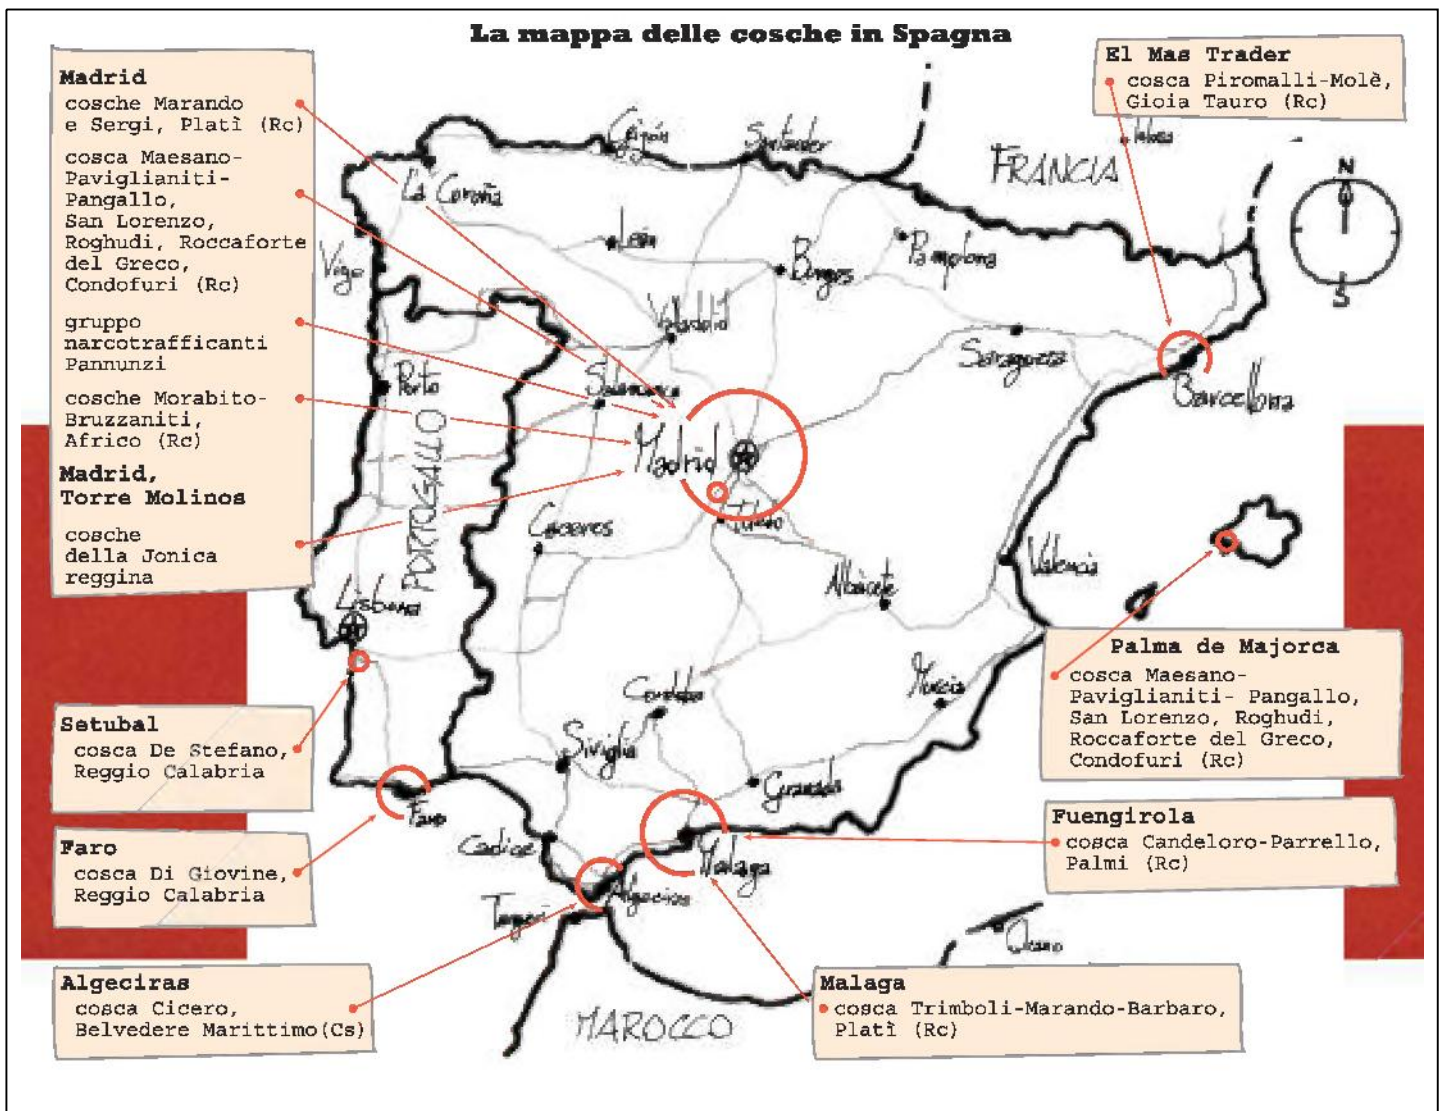 La mappa delle cosche in Spagna
Madrid
cosche Marando
e Sergi, Platì (Rc)
cosca Maesano-
Paviglianiti-
Pangallo,
San Lorenzo,
Roghudi, Roccaforte
del Greco,
Condofuri (Rc)
gruppo
narcotrafficanti
Pannunzi
cosche Morabito-
Bruzzaniti,
Africo (Rc)
Madrid,
Torre Molinos
cosche
della Jonica
reggina
Setubal
cosca De Stefano,
Reggio Calabria
Faro
cosca Di Giovine,
Reggio Calabria
Algeciras
cosca Cicero,
Belvedere Marittimo(Cs)
El Mas Trader
cosca Piromalli-Molè,
Gioia Tauro (Rc)
Palma de Majorca
cosca Maesano-
Paviglianiti- Pangallo,
San Lorenzo, Roghudi,
Roccaforte del Greco,
Condofuri (Rc)
Fuengirola
cosca Candeloro-Parrello,
Palmi (Rc)
Malaga
cosca Trimboli-Marando-Barbaro,
Platì (Rc)
N
S
FRANCIA
PORTOGALLO
MAROCCO
Gijón
Santander
La Coruña
León
Burgos
Pamplona
Vigo
Valladolid
Saragozza
Barcellona
Porto
Madrid
Toledo
Caceres
Valencia
Albacete
Lisbona
Cordoba
Murcia
Siviglia
Granada
Faro
Cadice
Malaga
Algeciras